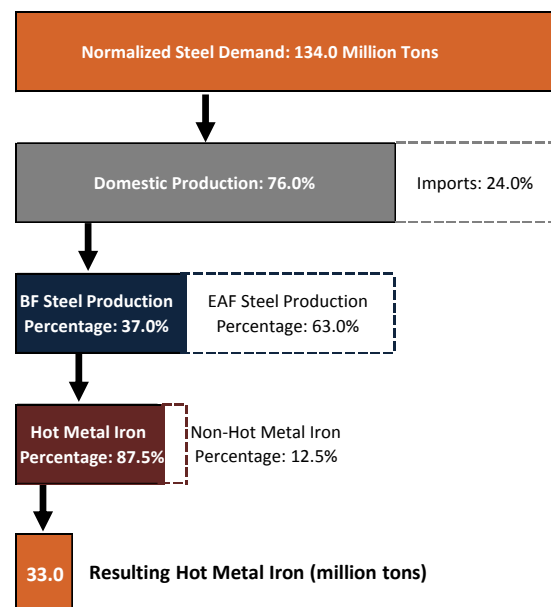 Normalized Steel Demand: 134.0 Million Tons
Domestic Production: 76.0%
Imports: 24.0%
BF Steel Production
Percentage: 37.0%
EAF Steel Production
Percentage: 63.0%
Hot Metal Iron
Percentage: 87.5%
Non-Hot Metal Iron
Percentage: 12.5%
33.0
Resulting Hot Metal Iron (million tons)